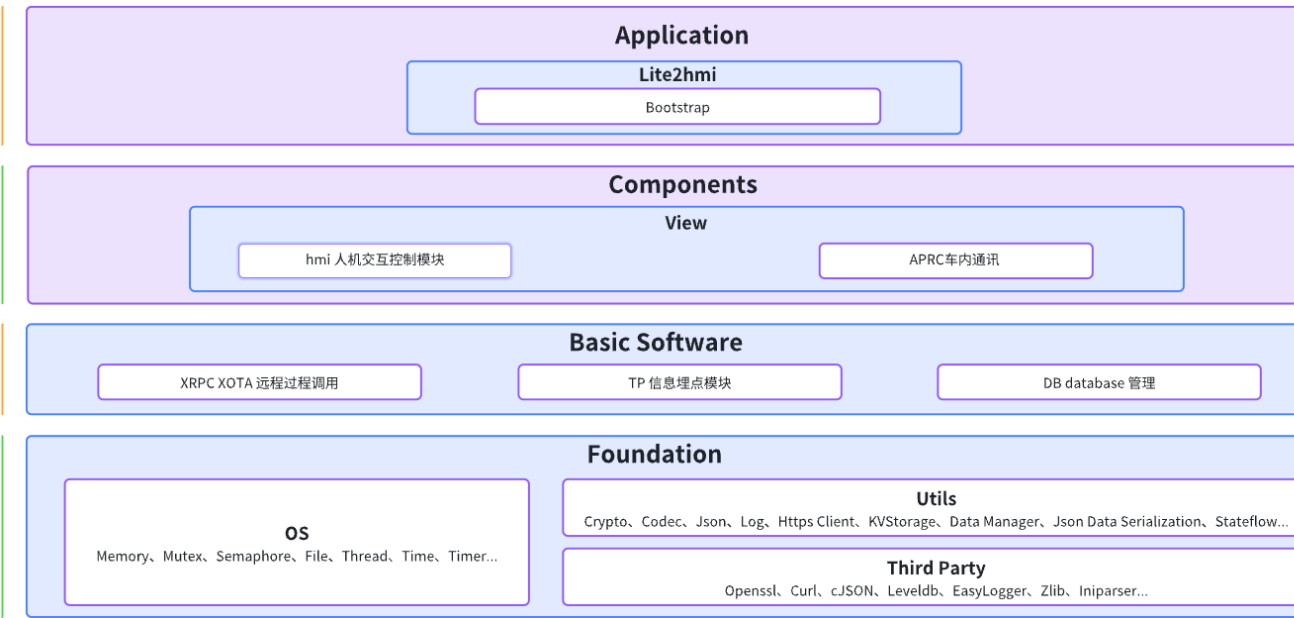 Application
Lite2hmi
Bootstrap
Components
View
hmi 人机交互控制模块
APRC车内通讯
Basic Software
XRPC XOTA 远程过程调用
TP 信息埋点模块
DB database 管理
Foundation
OS
Memory、Mutex、Semaphore、File、Thread、Time、Timer...
Utils
Crypto、Codec、Json、Log、Https Client、KVStorage、Data Manager、Json Data Serialization、Stateflow...
Third Party
Openssl、Curl、cJSON、Leveldb、EasyLogger、Zlib、Iniparser...